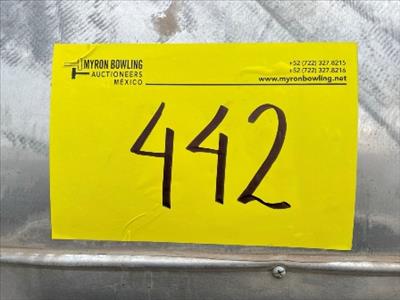 MYRON BOWLING
AUCTIONEERS
MÉXICO
+52 (722) 327.8215
+52 (722) 327.8216
www.myronbowling.net
442